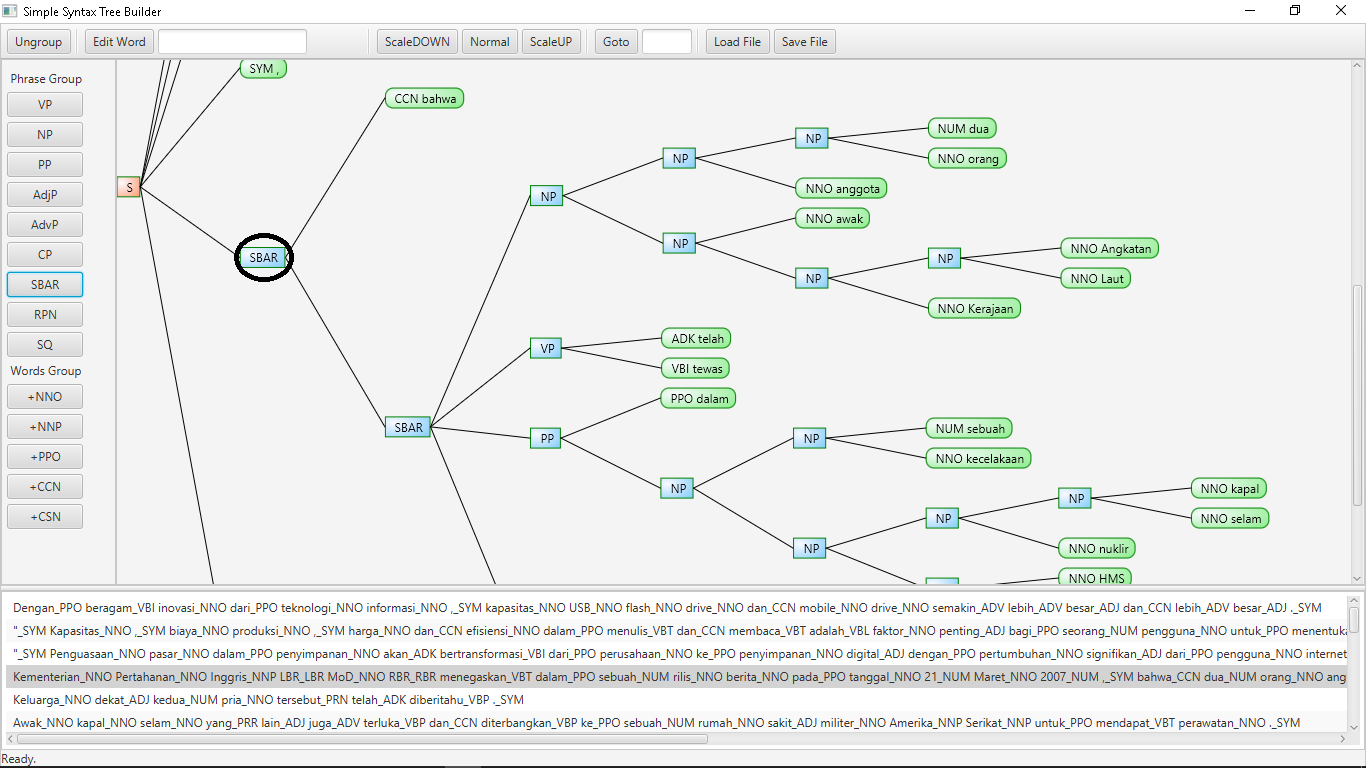 Simple Syntax Tree Builder
Ungroup Edit Word ScaleDOWN Normal ScaleUP Goto Load File Save File
Phrase Group
VP
NP
PP
AdjP
AdvP
CP
SBAR
RPN
SQ
Words Group
+NNO
+NNP
+PPO
+CCN
+CSN
SYM ,
CCN bahwa
NUM dua
NP
NP
NNO orang
S
NNO anggota
NP
NNO awak
NP
NNO Angkatan
SBAR
NP
NP
NNO Laut
NNO Kerajaan
ADK telah
VP
VBI tewas
PPO dalam
SBAR
NUM sebuah
PP
NP
NNO kecelakaan
NP
NNO kapal
NP
NP
NNO selam
NP
NNO nuklir
NNO HMS
Dengan_PPO beragam_VBI inovasi_NNO dari_PPO teknologi_NNO informasi_NNO ,_SYM kapasitas_NNO USB_NNO flash_NNO drive_NNO dan_CCN mobile_NNO drive_NNO semakin_ADV lebih_ADV besar_ADJ dan_CCN lebih_ADV besar_ADJ ._SYM
"_SYM Kapasitas_NNO ,_SYM biaya_NNO produksi_NNO ,_SYM harga_NNO dan_CCN efisiensi_NNO dalam_PPO menulis_VBT dan_CCN membaca_VBT adalah_VBL faktor_NNO penting_ADJ bagi_PPO seorang_NUM pengguna_NNO untuk_PPO menentuka
"_SYM Penguasaan_NNO pasar_NNO dalam_PPO penyimpanan_NNO akan_ADK bertransformasi_VBI dari_PPO perusahaan_NNO ke_PPO penyimpanan_NNO digital_ADJ dengan_PPO pertumbuhan_NNO signifikan_ADJ dari_PPO pengguna_NNO internet
Kementerian_NNO Pertahanan_NNO Inggris_NNP LBR_LBR MoD_NNO RBR_RBR menegaskan_VBT dalam_PPO sebuah_NUM rilis_NNO berita_NNO pada_PPO tanggal_NNO 21_NUM Maret_NNO 2007_NUM ,_SYM bahwa_CCN dua_NUM orang_NNO ang
Keluarga_NNO dekat_ADJ kedua_NUM pria_NNO tersebut_PRN telah_ADK diberitahu_VBP ._SYM
Awak_NNO kapal_NNO selam_NNO yang_PRR lain_ADJ juga_ADV terluka_VBP dan_CCN diterbangkan_VBP ke_PPO sebuah_NUM rumah_NNO sakit_ADJ militer_NNO Amerika_NNP Serikat_NNP untuk_PPO mendapat_VBT perawatan_NNO ._SYM
Ready.